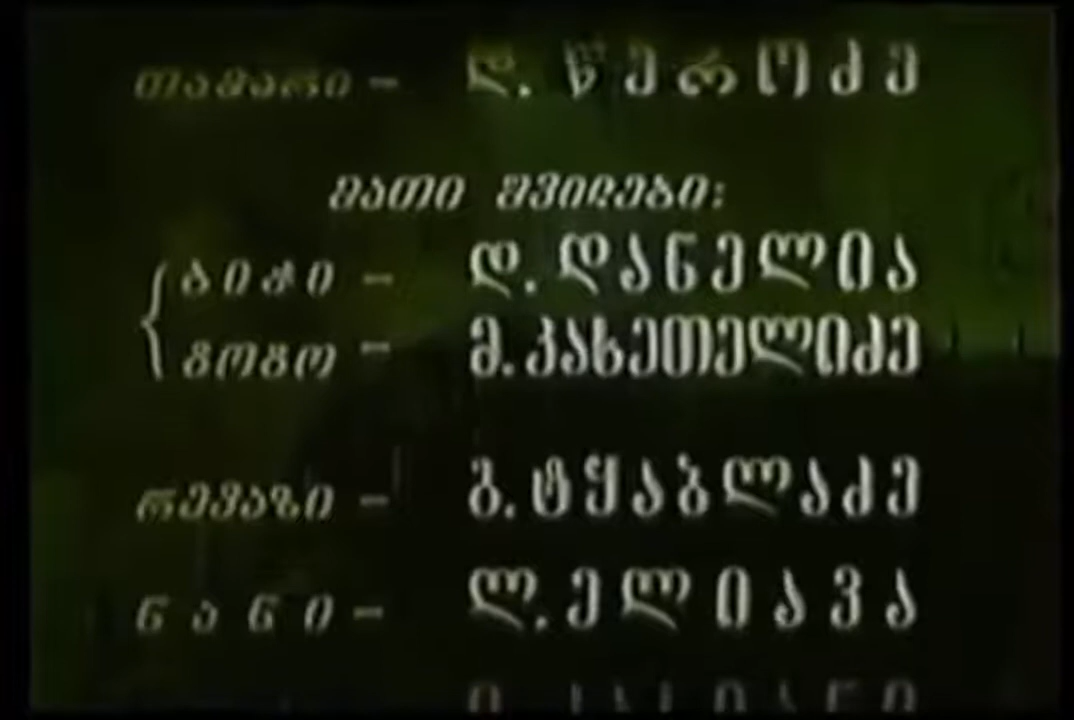 თამარი – დ. წეროძე
მათი შვილები:
ბიჭი – დ. დანელია
გოგო – მ. კახეთელიძე
რევაზი – გ. ტყაბლაძე
ნანი – ლ. ელიავა